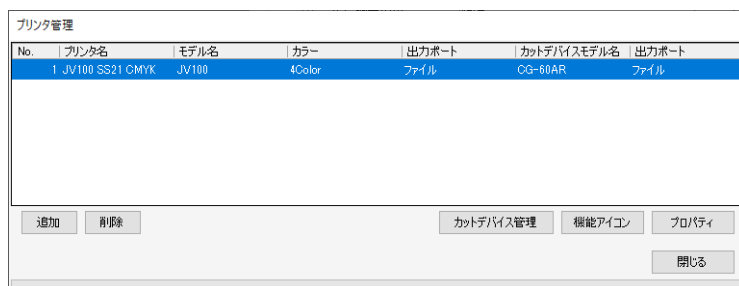 プリンタ管理
No. プリンタ名 モデル名 カラー 出力ポート カットデバイスモデル名 出力ポート
1 JV100 SS21 CMYK JV100 4Color ファイル CG-60AR ファイル
追加 削除 カットデバイス管理 機能アイコン プロパティ
閉じる